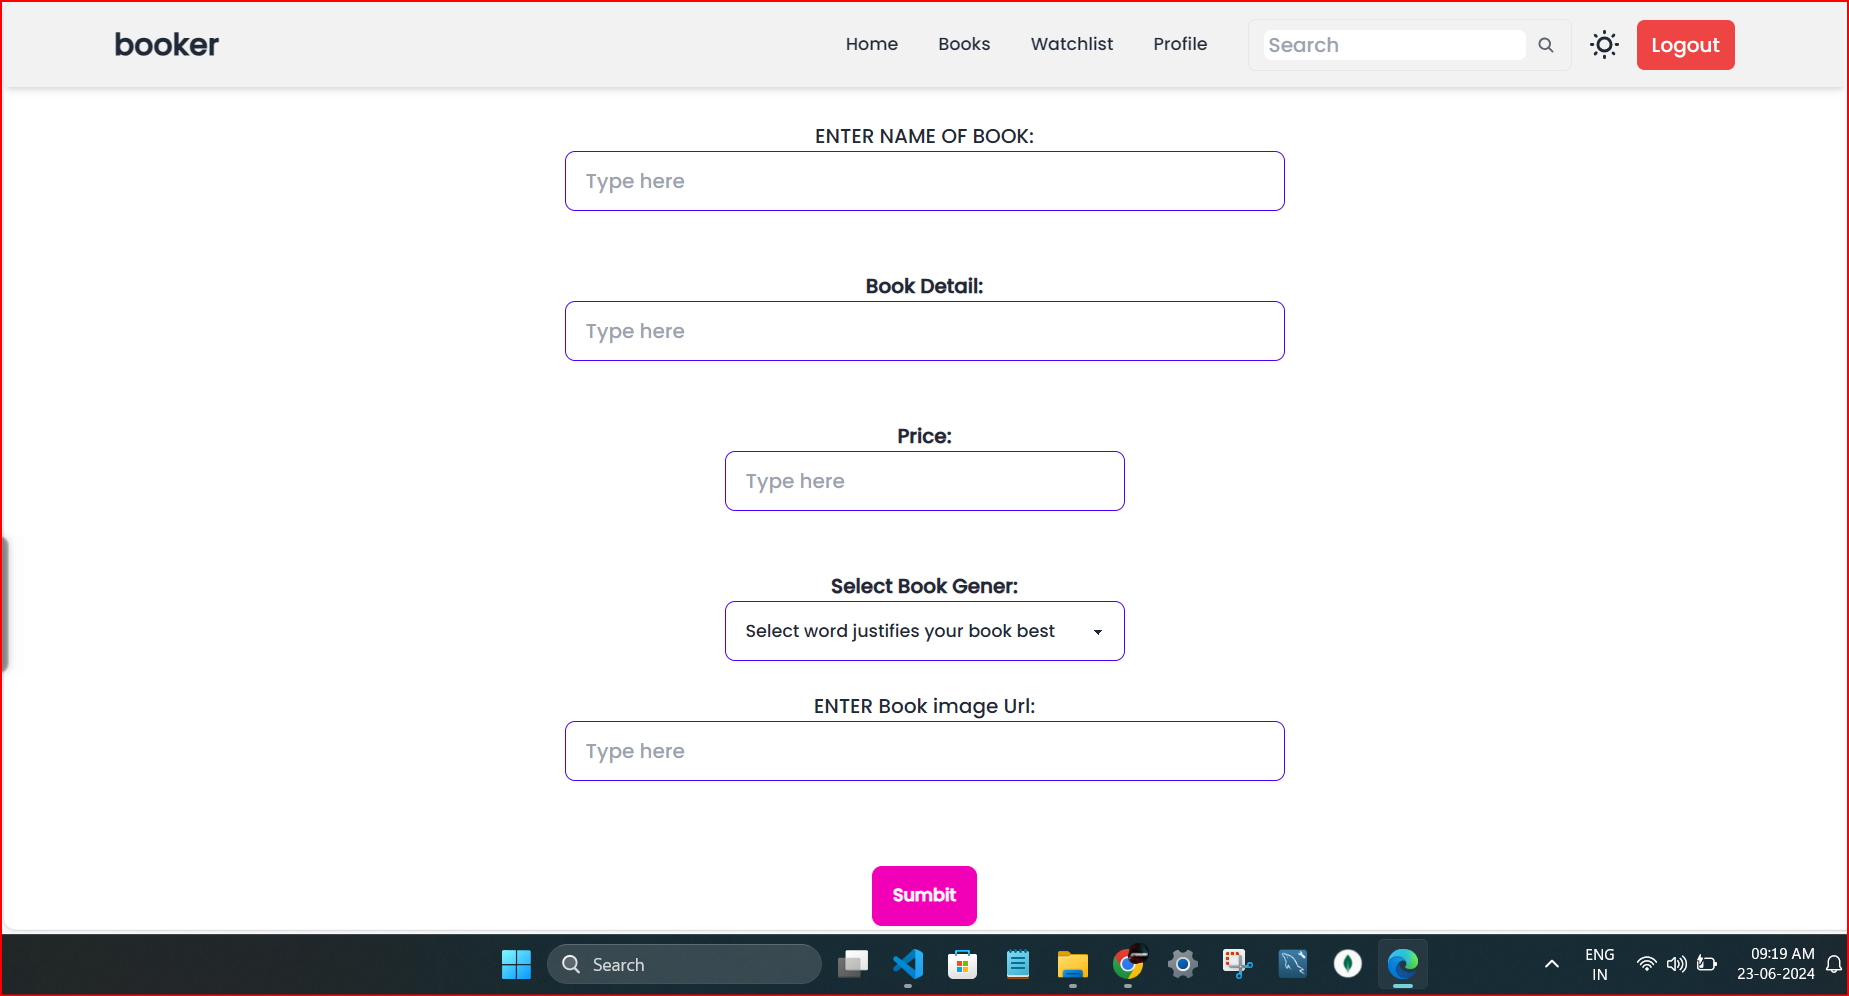 booker
Home Books Watchlist Profile Search Logout
ENTER NAME OF BOOK:
Type here
Book Detail:
Type here
Price:
Type here
Select Book Gener:
Select word justifies your book best
ENTER Book image Url:
Type here
Sumbit
Search
ENG
IN
09:19 AM
23-06-2024